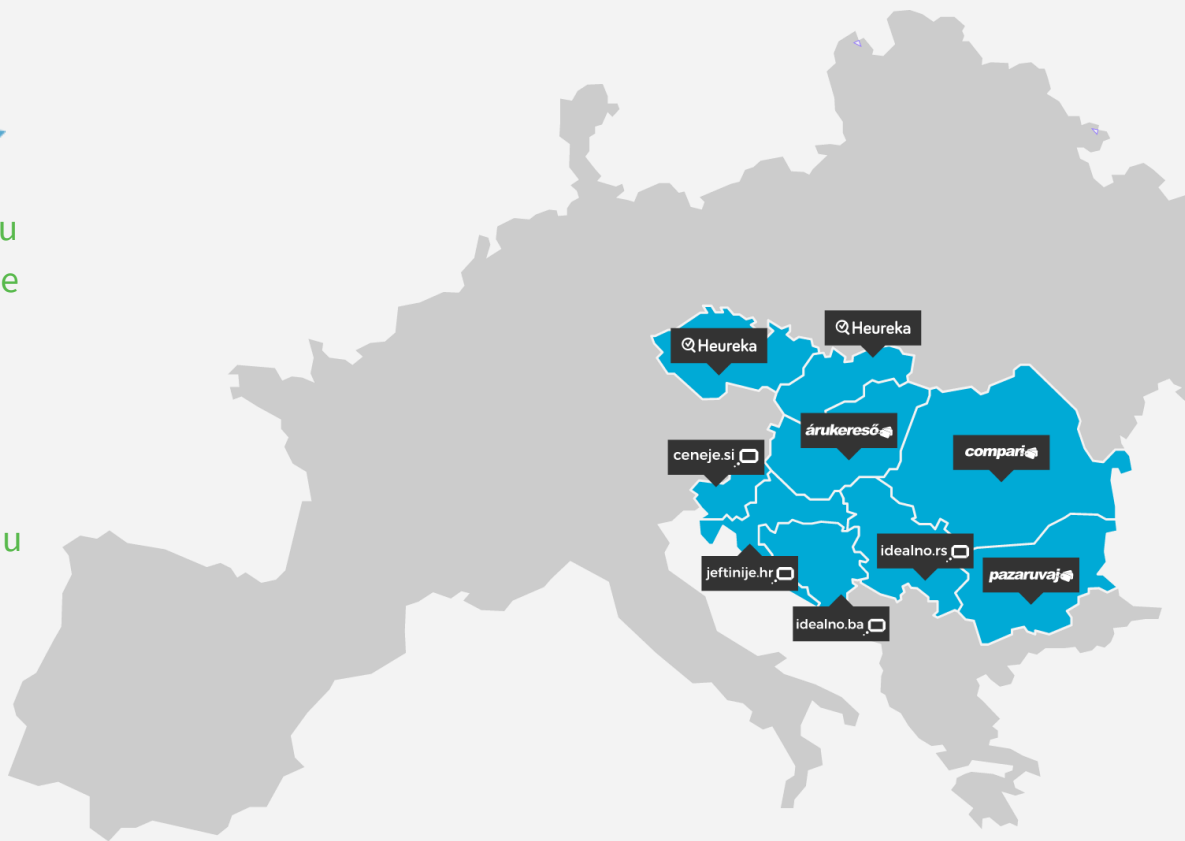 u
e
Heureka
Heureka
árukereső
compari
ceneje.si
u
idealno.rs
jeftinije.hr
pazaruvaj
idealno.ba